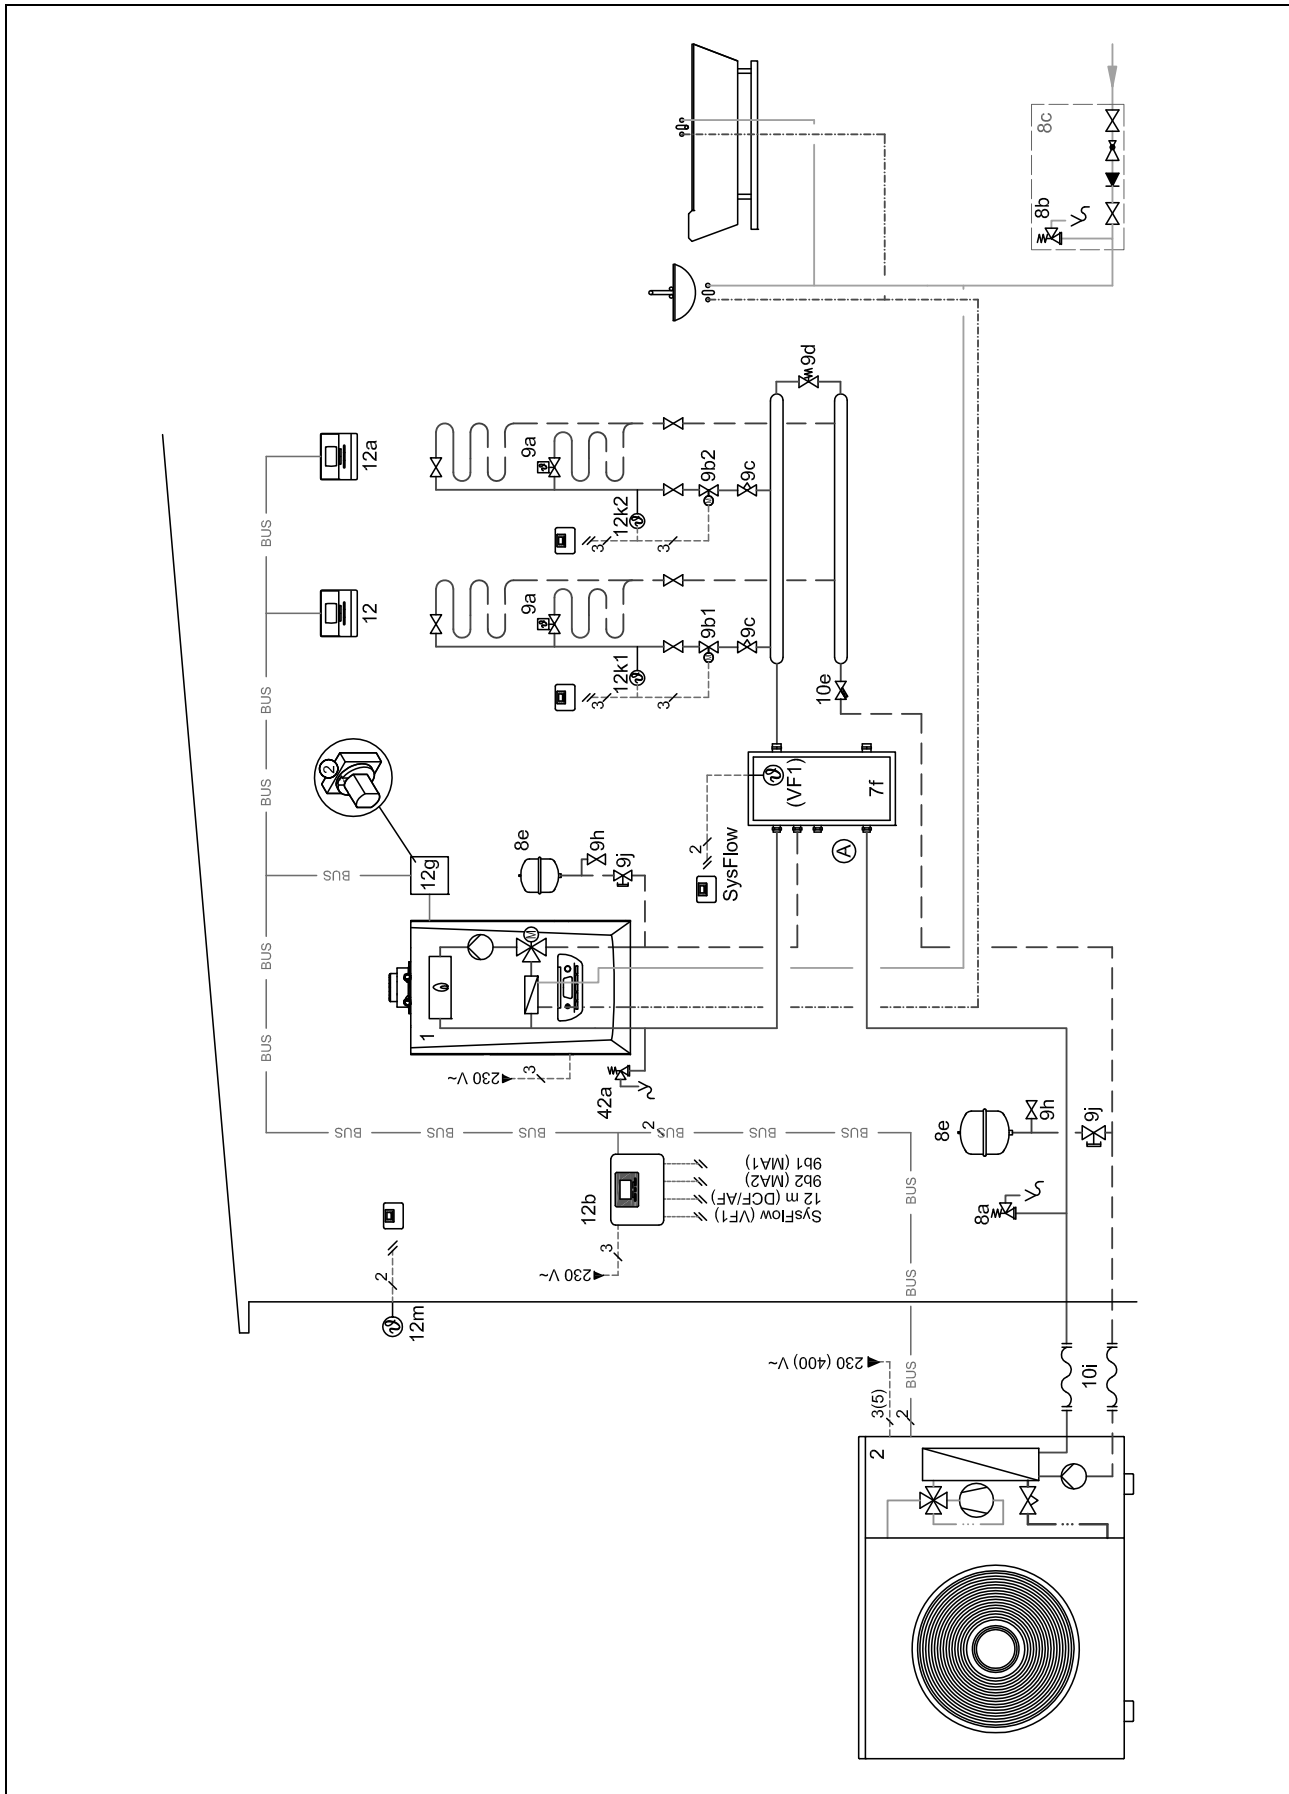 8c
8b
9d
12a
BUS
9a
12k2
3
3
9b2
9c
12
BUS
9a
12k1
3
3
9b1
9c
10e
BUS
2
BUS
12g
BUS
8e
9h
9j
2
SysFlow
(VF1)
7f
A
M
1
BUS
230 V~
3
42a
BUS
BUS
BUS
2
BUS
BUS
BUS
8e
9h
9j
8a
12b
9b1 (MA1)
9b2 (MA2)
12 m (DCF/AF)
SysFlow (VF1)
3
230 V~
2
12m
BUS
BUS
BUS
230 (400) V~
3(5)
2
2
10i